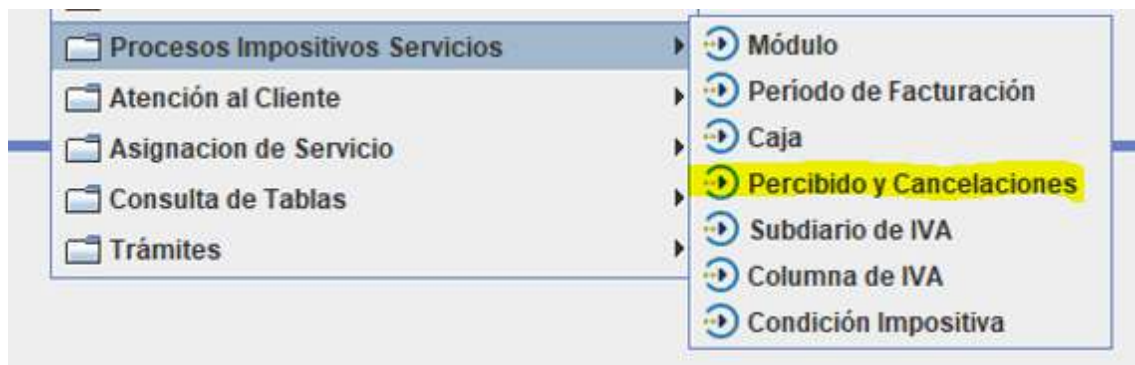 Procesos Impositivos Servicios
Atención al Cliente
Asignacion de Servicio
Consulta de Tablas
Trámites
Módulo
Período de Facturación
Caja
Percibido y Cancelaciones
Subdiario de IVA
Columna de IVA
Condición Impositiva